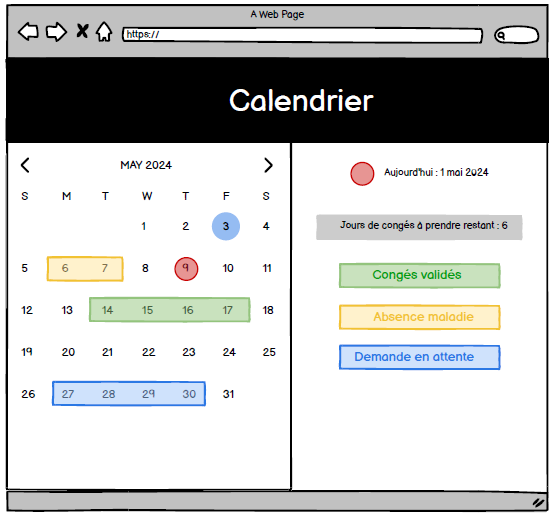 A Web Page
https://
Calendrier
MAY 2024
S M T W T F S
1 2 3 4
5 6 7 8 9 10 11
12 13 14 15 16 17 18
19 20 21 22 23 24 25
26 27 28 29 30 31
Aujourd'hui : 1 mai 2024
Jours de congés à prendre restant : 6
Congés validés
Absence maladie
Demande en attente